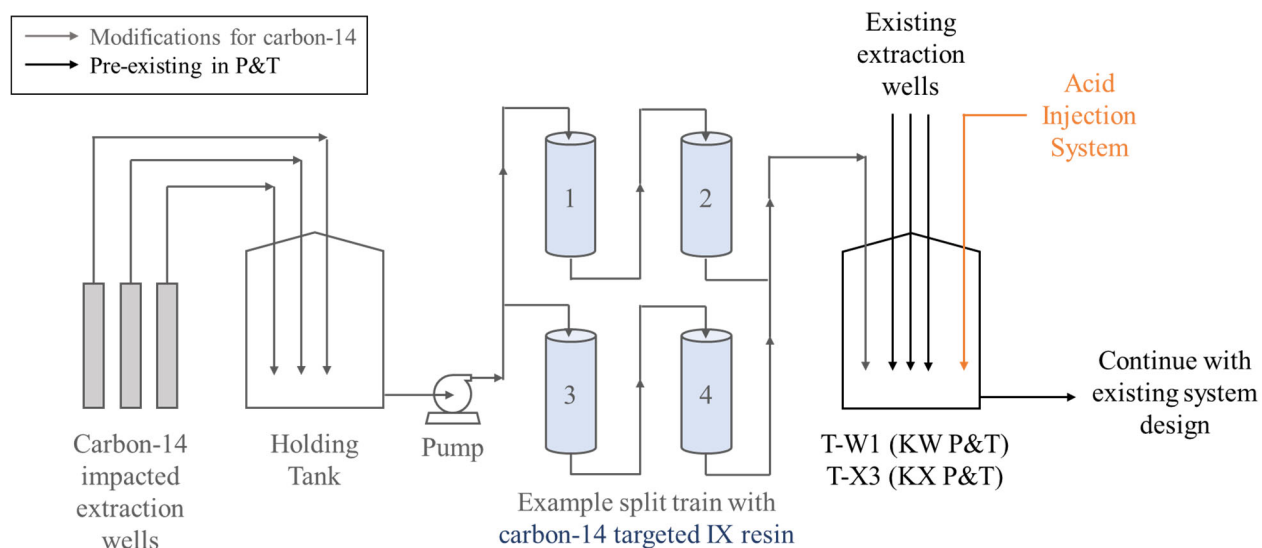 Modifications for carbon-14
Pre-existing in P&T
Existing
extraction
wells
Acid
Injection
System
1
2
3
4
Carbon-14
impacted
extraction
wells
Holding
Tank
Pump
Example split train with
carbon-14 targeted IX resin
T-W1 (KW P&T)
T-X3 (KX P&T)
Continue with
existing system
design